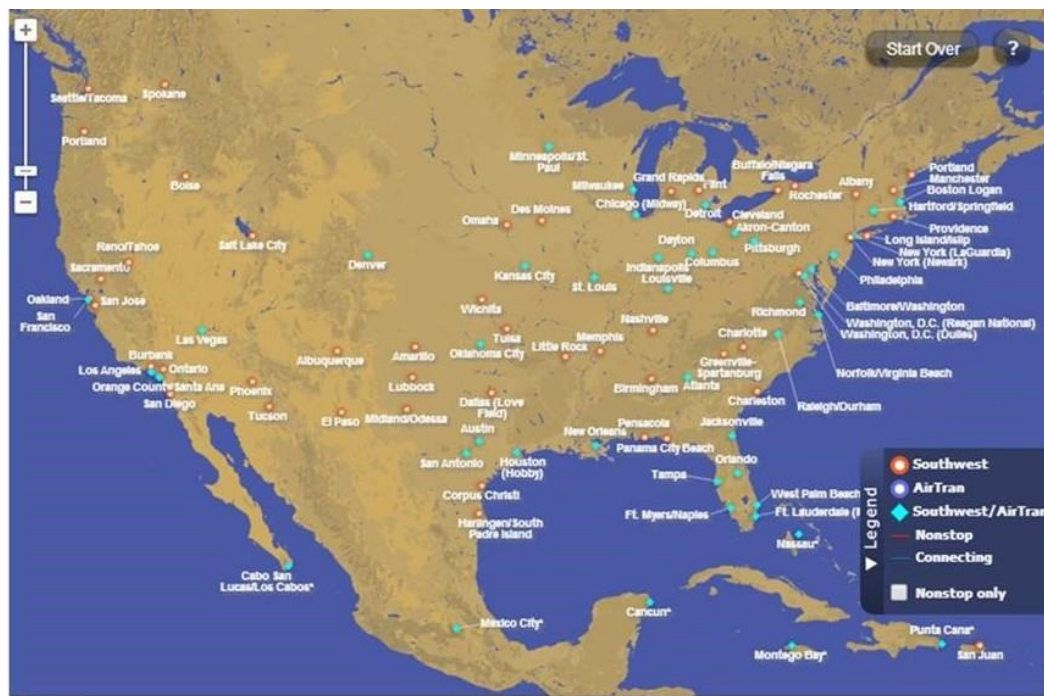 +
Start Over
?
Seattle/Tacoma
Spokane
Portland
Minneapolis/St.
Paul
Boise
Milwaukee
Grand Rapids
Flint
Buffalo/Niagara
Falls
Rochester
Albany
Portland
Manchester
Boston Logan
Hartford/Springfield
Providence
Long Island/Islip
New York (LaGuardia)
New York (Newark)
Philadelphia
Chicago (Midway)
Detroit
Cleveland
Akron-Canton
Pittsburgh
Omaha
Des Moines
Reno/Tahoe
Salt Lake City
Sacramento
Denver
Kansas City
St. Louis
Indianapolis
Louisville
Dayton
Columbus
Oakland
San Jose
San
Francisco
Wichita
Baltimore/Washington
Richmond
Washington, D.C. (Reagan National)
Washington, D.C. (Dulles)
Las Vegas
Nashville
Charlotte
Tulsa
Memphis
Burbank
Los Angeles
Ontario
Albuquerque
Amarillo
Oklahoma City
Little Rock
Greenville-
Spartanburg
Norfolk/Virginia Beach
Orange County/Santa Ana
Phoenix
Lubbock
Birmingham
Atlanta
San Diego
Tucson
El Paso
Midland/Odessa
Dallas (Love
Field)
Charleston
Raleigh/Durham
Austin
New Orleans
Pensacola
Panama City Beach
Jacksonville
San Antonio
Houston
(Hobby)
Orlando
Tampa
Corpus Christi
West Palm Beach
Ft. Myers/Naples
Ft. Lauderdale (
Harlingen/South
Padre Island
Nassau*
Cabo San
Lucas/Los Cabos*
Cancun*
Mexico City*
Montego Bay*
Punta Cana*
San Juan
Legend
Southwest
AirTran
Southwest/AirTran
Nonstop
Connecting
Nonstop only